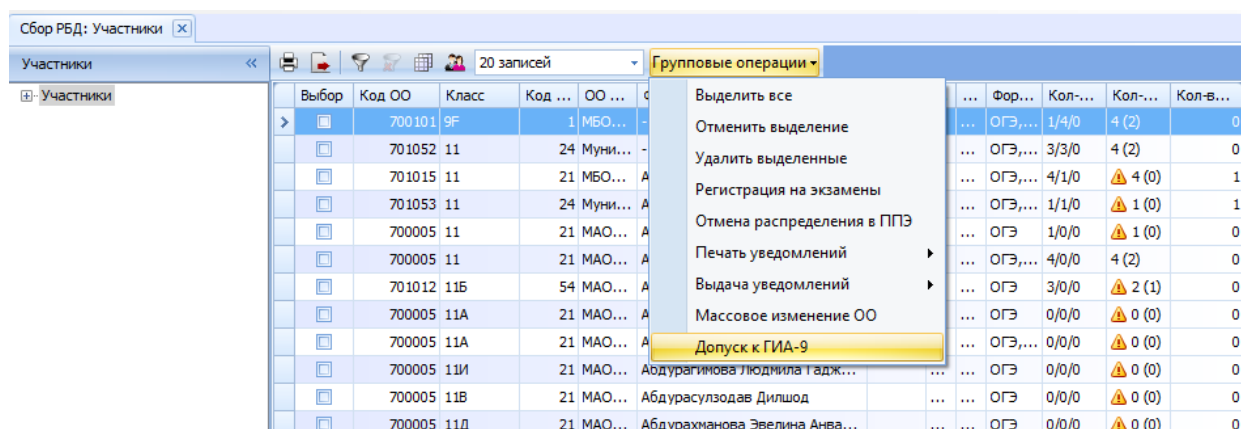 Сбор РБД: Участники
Участники
20 записей
Групповые операции
Участники
Выбор Код ОО Класс Код ... ОО ... ... Фор... Кол-... Кол-... Кол-в...
700101 9F 1 МБО... - ... ОГЭ,... 1/4/0 4 (2) 0
701052 11 24 Муни... - ... ОГЭ,... 3/3/0 4 (2) 0
701015 11 21 МБО... А ... ОГЭ,... 4/1/0 4 (0) 1
701053 11 24 Муни... А ... ОГЭ,... 1/1/0 1 (0) 1
700005 11 21 МАО... А ... ОГЭ 1/0/0 1 (0) 0
700005 11 21 МАО... А ... ОГЭ,... 4/0/0 4 (2) 0
701012 11Б 54 МАО... А ... ОГЭ 3/0/0 2 (1) 0
700005 11А 21 МАО... А ... ОГЭ 0/0/0 0 (0) 0
700005 11А 21 МАО... А ... ОГЭ,... 0/0/0 0 (0) 0
700005 11И 21 МАО... Абдурагимова Людмила Гадж... ... ... ОГЭ 0/0/0 0 (0) 0
700005 11В 21 МАО... Абдурасулзодав Дилшод ... ... ОГЭ 0/0/0 0 (0) 0
700005 11Д 21 МАО... Абдурахманова Эвелина Анва... ... ... ОГЭ 0/0/0 0 (0) 0
Выделить все
Отменить выделение
Удалить выделенные
Регистрация на экзамены
Отмена распределения в ППЭ
Печать уведомлений
Выдача уведомлений
Массовое изменение ОО
Допуск к ГИА-9